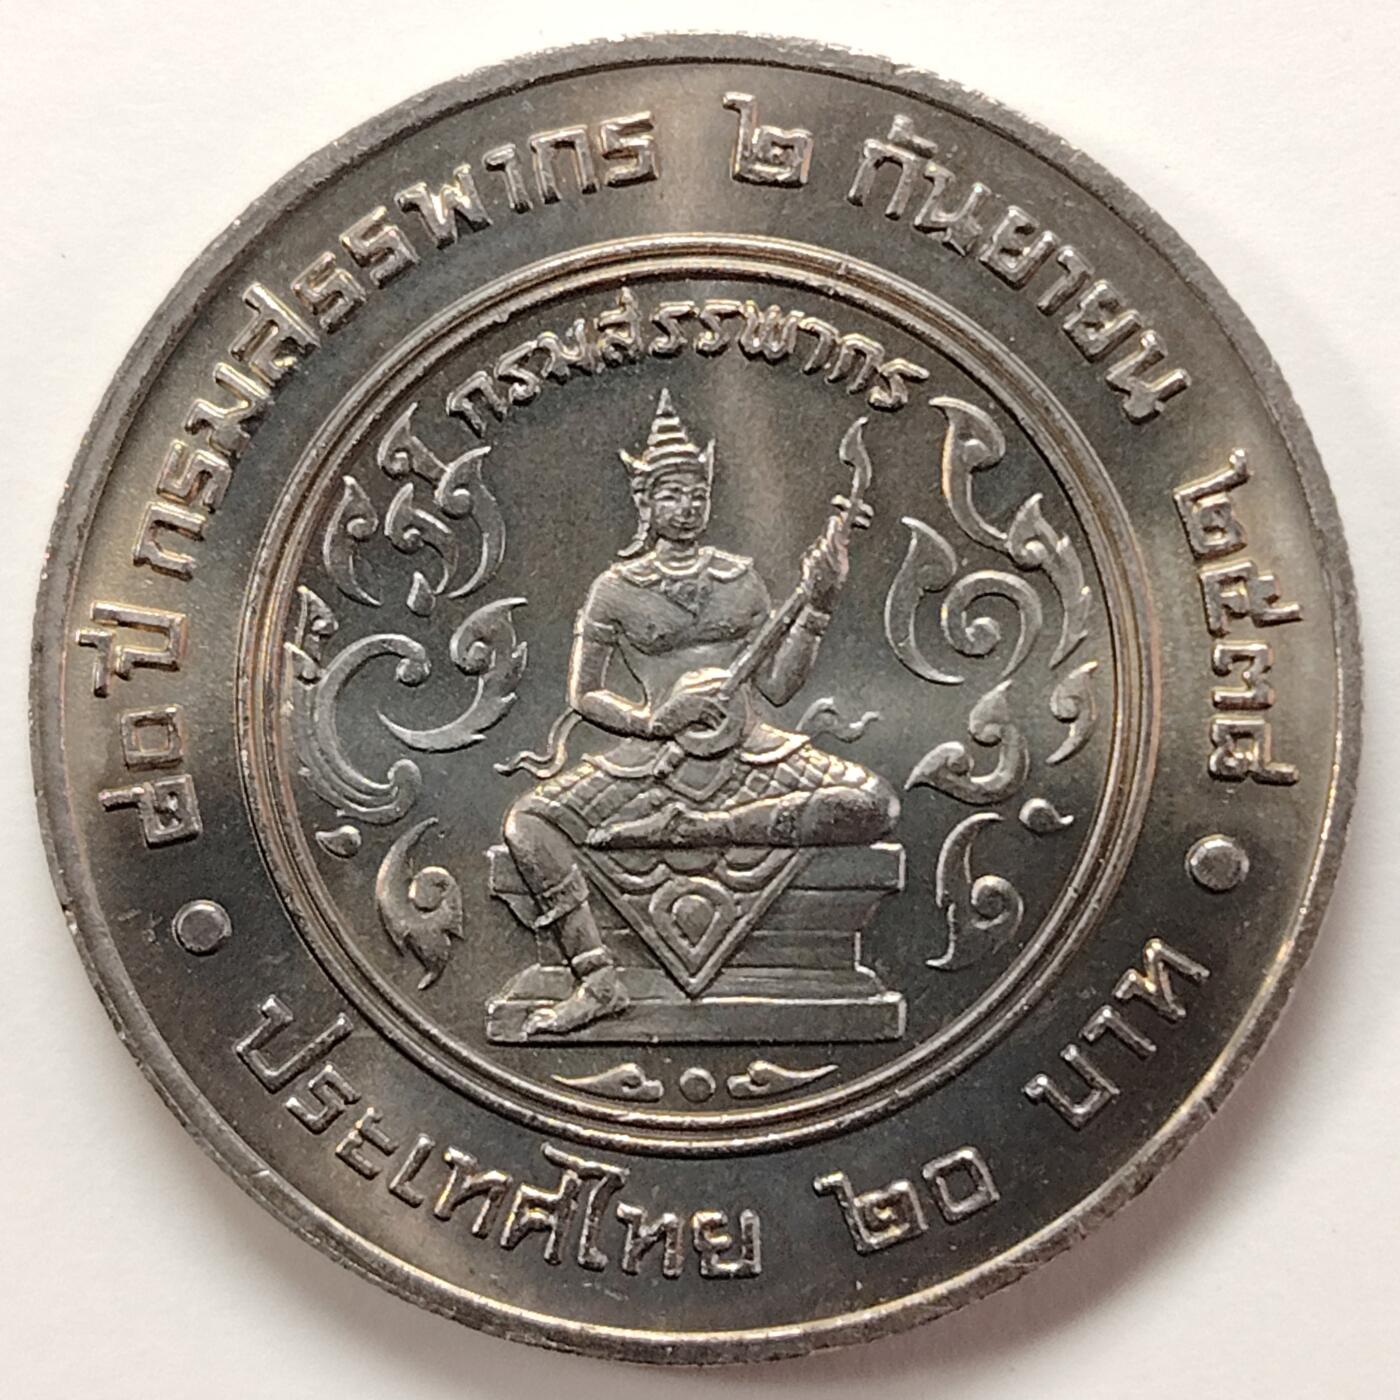 ๘๐ ปี กรมสรรพากร ๒ กันยายน ๒๕๓๘
กรมสรรพากร
ประเทศไทย ๒๐ บาท